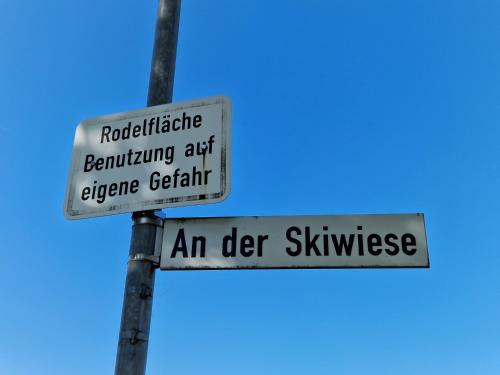 Rodelfläche
Benutzung auf
eigene Gefahr
An der Skiwiese